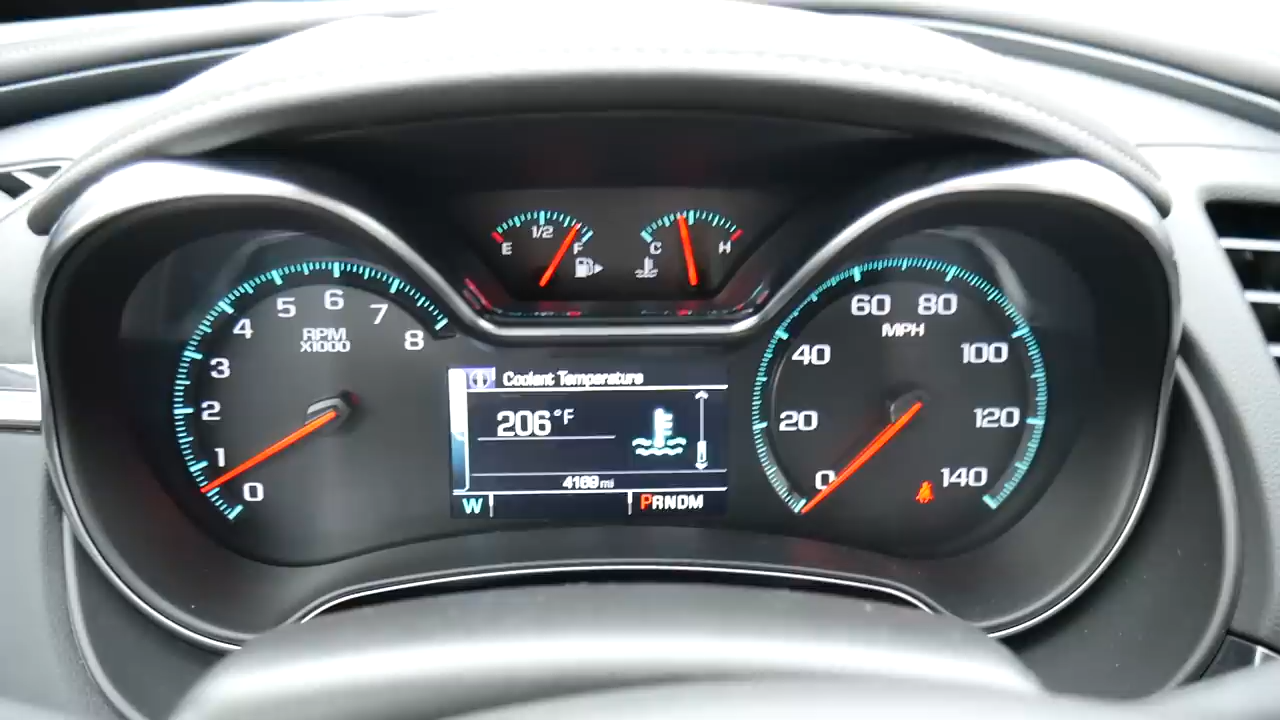 E 1/2 F
C H
0 1 2 3 4 5 6 7 8
RPM
X1000
Coolant Temperature
206°F
4169 mi
W PRNDM
0 20 40 60 80 100 120 140
MPH